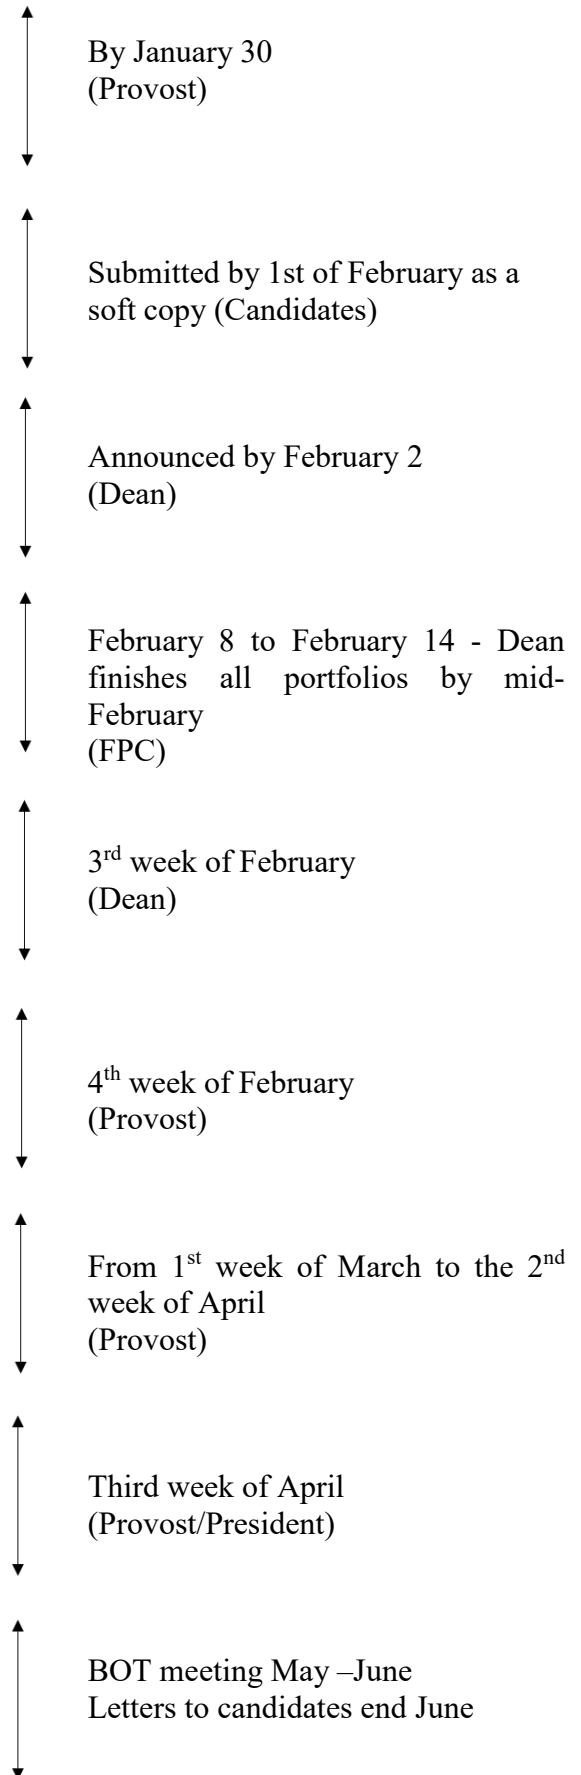 By January 30
(Provost)
Submitted by 1st of February as a
soft copy (Candidates)
Announced by February 2
(Dean)
February 8 to February 14 - Dean
finishes all portfolios by mid-
February
(FPC)
3rd week of February
(Dean)
4th week of February
(Provost)
From 1st week of March to the 2nd
week of April
(Provost)
Third week of April
(Provost/President)
BOT meeting May –June
Letters to candidates end June